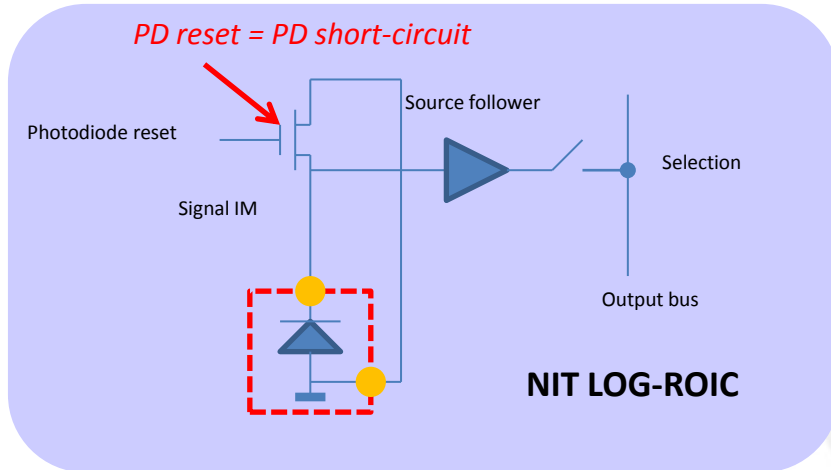 PD reset = PD short-circuit
Source follower
Photodiode reset
Selection
Signal IM
Output bus
NIT LOG-ROIC